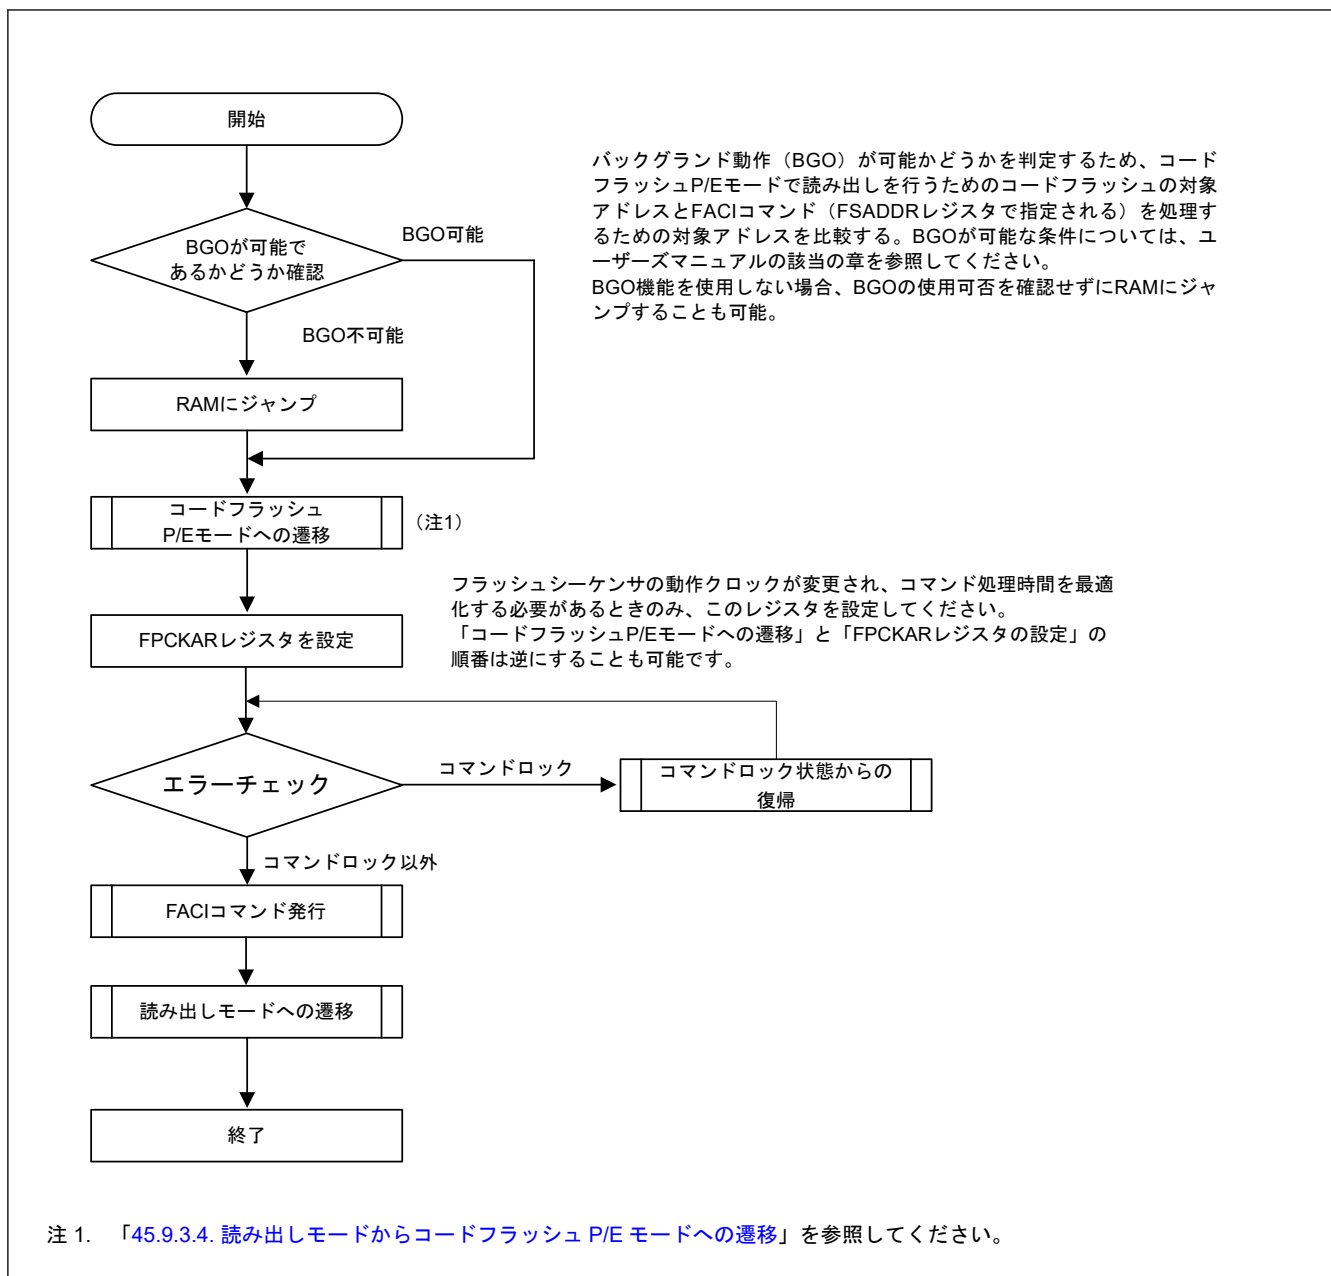 開始
バックグランド動作（BGO）が可能かどうかを判定するため、コード
フラッシュP/Eモードで読み出しを行うためのコードフラッシュの対象
アドレスとFACIコマンド（FSADDRレジスタで指定される）を処理す
るための対象アドレスを比較する。BGOが可能な条件については、ユ
ーザーズマニュアルの該当の章を参照してください。
BGO機能を使用しない場合、BGOの使用可否を確認せずにRAMにジャ
ンプすることも可能。
BGOが可能で
あるかどうか確認
BGO可能
BGO不可能
RAMにジャンプ
コードフラッシュ
P/Eモードへの遷移
（注1）
フラッシュシーケンサの動作クロックが変更され、コマンド処理時間を最適
化する必要があるときのみ、このレジスタを設定してください。
「コードフラッシュP/Eモードへの遷移」と「FPCKARレジスタの設定」の
順番は逆にすることも可能です。
FPCKARレジスタを設定
エラーチェック
コマンドロック
コマンドロック状態からの
復帰
コマンドロック以外
FACIコマンド発行
読み出しモードへの遷移
終了
注 1. 「45.9.3.4. 読み出しモードからコードフラッシュ P/E モードへの遷移」を参照してください。